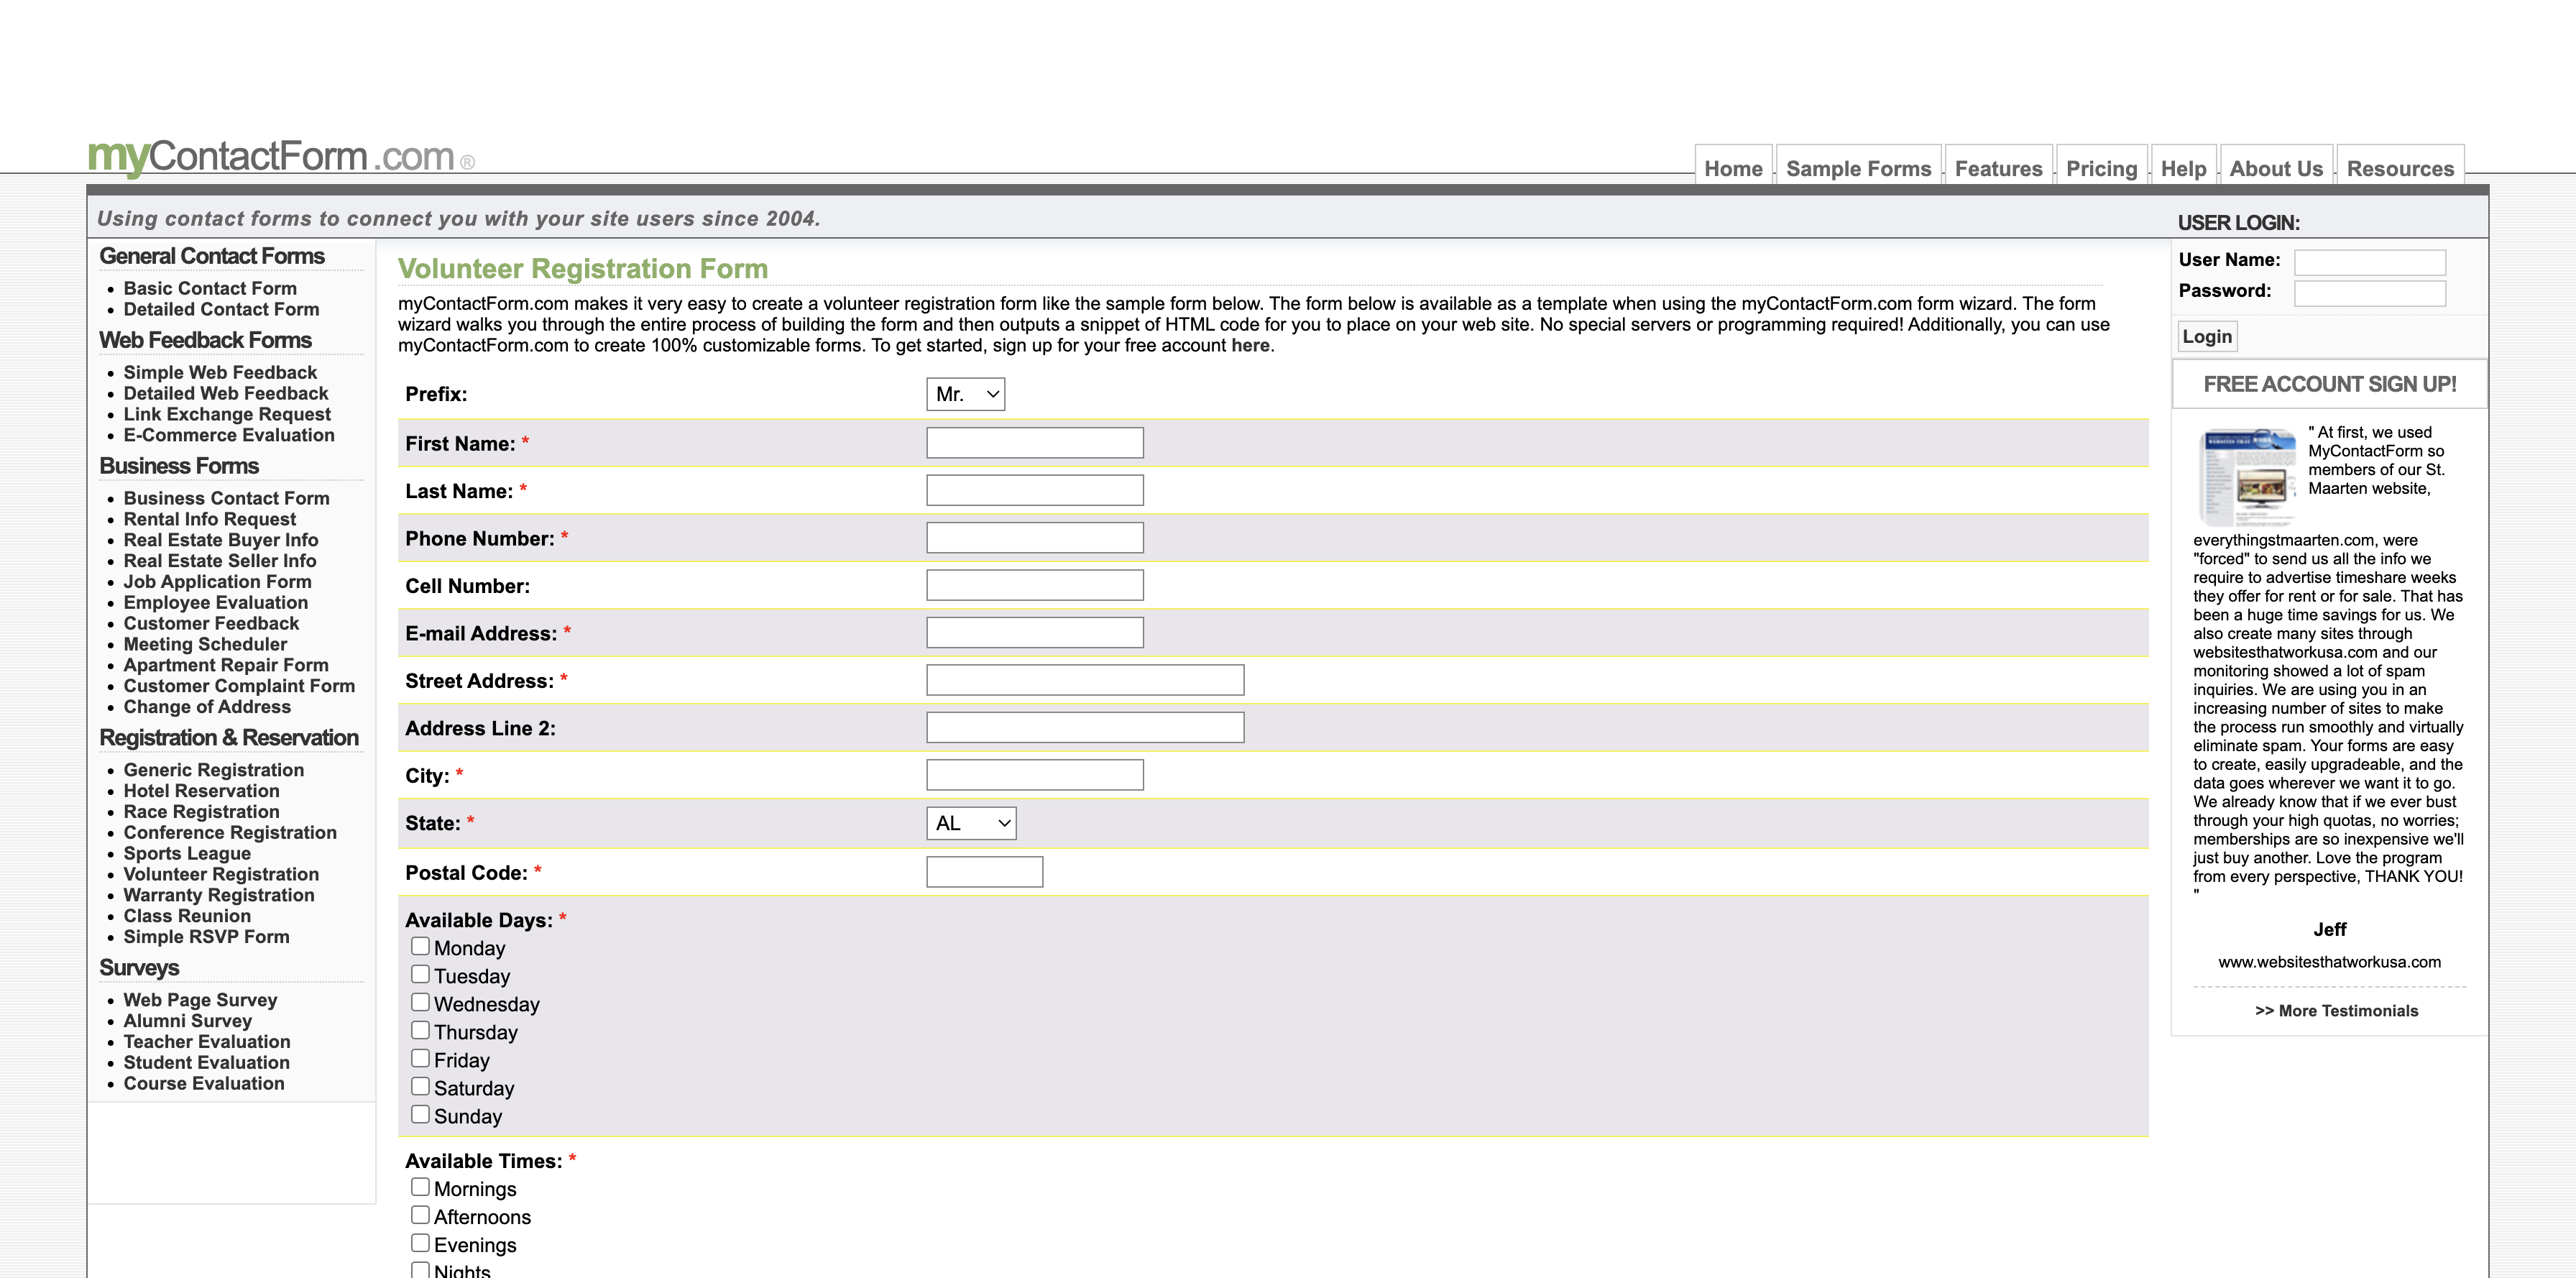 myContactForm.com®
Home
Sample Forms
Features
Pricing
Help
About Us
Resources
Using contact forms to connect you with your site users since 2004.
USER LOGIN:
General Contact Forms
Basic Contact Form
Detailed Contact Form
Web Feedback Forms
Simple Web Feedback
Detailed Web Feedback
Link Exchange Request
E-Commerce Evaluation
Business Forms
Business Contact Form
Rental Info Request
Real Estate Buyer Info
Real Estate Seller Info
Job Application Form
Employee Evaluation
Customer Feedback
Meeting Scheduler
Apartment Repair Form
Customer Complaint Form
Change of Address
Registration & Reservation
Generic Registration
Hotel Reservation
Race Registration
Conference Registration
Sports League
Volunteer Registration
Warranty Registration
Class Reunion
Simple RSVP Form
Surveys
Web Page Survey
Alumni Survey
Teacher Evaluation
Student Evaluation
Course Evaluation
Volunteer Registration Form
myContactForm.com makes it very easy to create a volunteer registration form like the sample form below. The form below is available as a template when using the myContactForm.com form wizard. The form
wizard walks you through the entire process of building the form and then outputs a snippet of HTML code for you to place on your web site. No special servers or programming required! Additionally, you can use
myContactForm.com to create 100% customizable forms. To get started, sign up for your free account here.
Prefix: Mr.
First Name: *
Last Name: *
Phone Number: *
Cell Number:
E-mail Address: *
Street Address: *
Address Line 2:
City: *
State: * AL
Postal Code: *
Available Days: *
Monday
Tuesday
Wednesday
Thursday
Friday
Saturday
Sunday
Available Times: *
Mornings
Afternoons
Evenings
Nights
User Name:
Password:
Login
FREE ACCOUNT SIGN UP!
" At first, we used
MyContactForm so
members of our St.
Maarten website,
everythingstmaarten.com, were
"forced" to send us all the info we
require to advertise timeshare weeks
they offer for rent or for sale. That has
been a huge time savings for us. We
also create many sites through
websitesthatworkusa.com and our
monitoring showed a lot of spam
inquiries. We are using you in an
increasing number of sites to make
the process run smoothly and virtually
eliminate spam. Your forms are easy
to create, easily upgradeable, and the
data goes wherever we want it to go.
We already know that if we ever bust
through your high quotas, no worries;
memberships are so inexpensive we'll
just buy another. Love the program
from every perspective, THANK YOU!
"
Jeff
www.websitesthatworkusa.com
>> More Testimonials